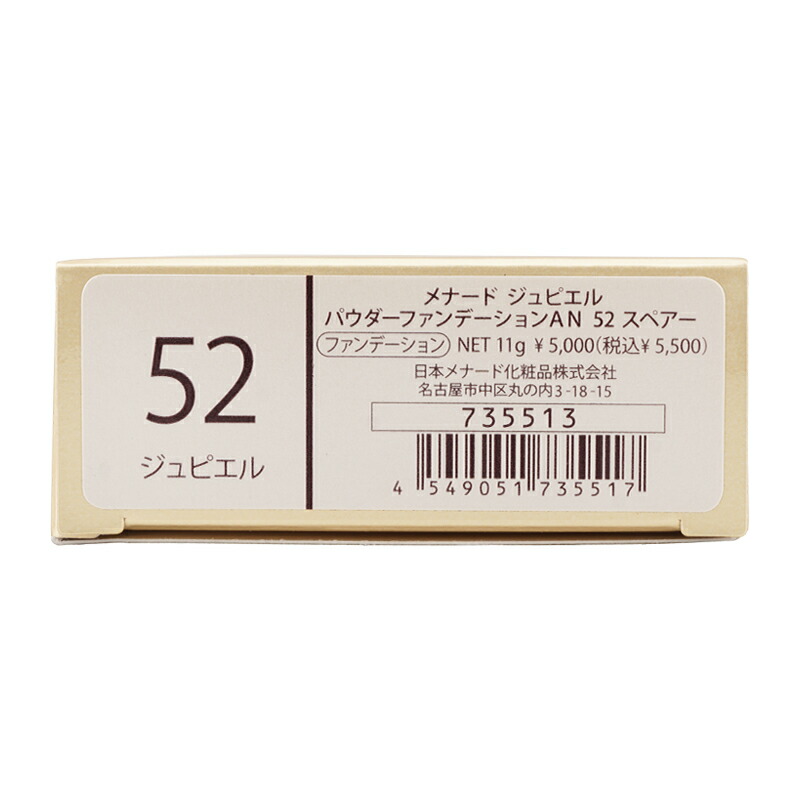 52
ジュピエル
メナード ジュピエル
パウダーファンデーションAN 52 スペアー
ファンデーション NET 11g ¥5,000(税込¥5,500)
日本メナード化粧品株式会社
名古屋市中区丸の内3-18-15
735513
4 549051 735517